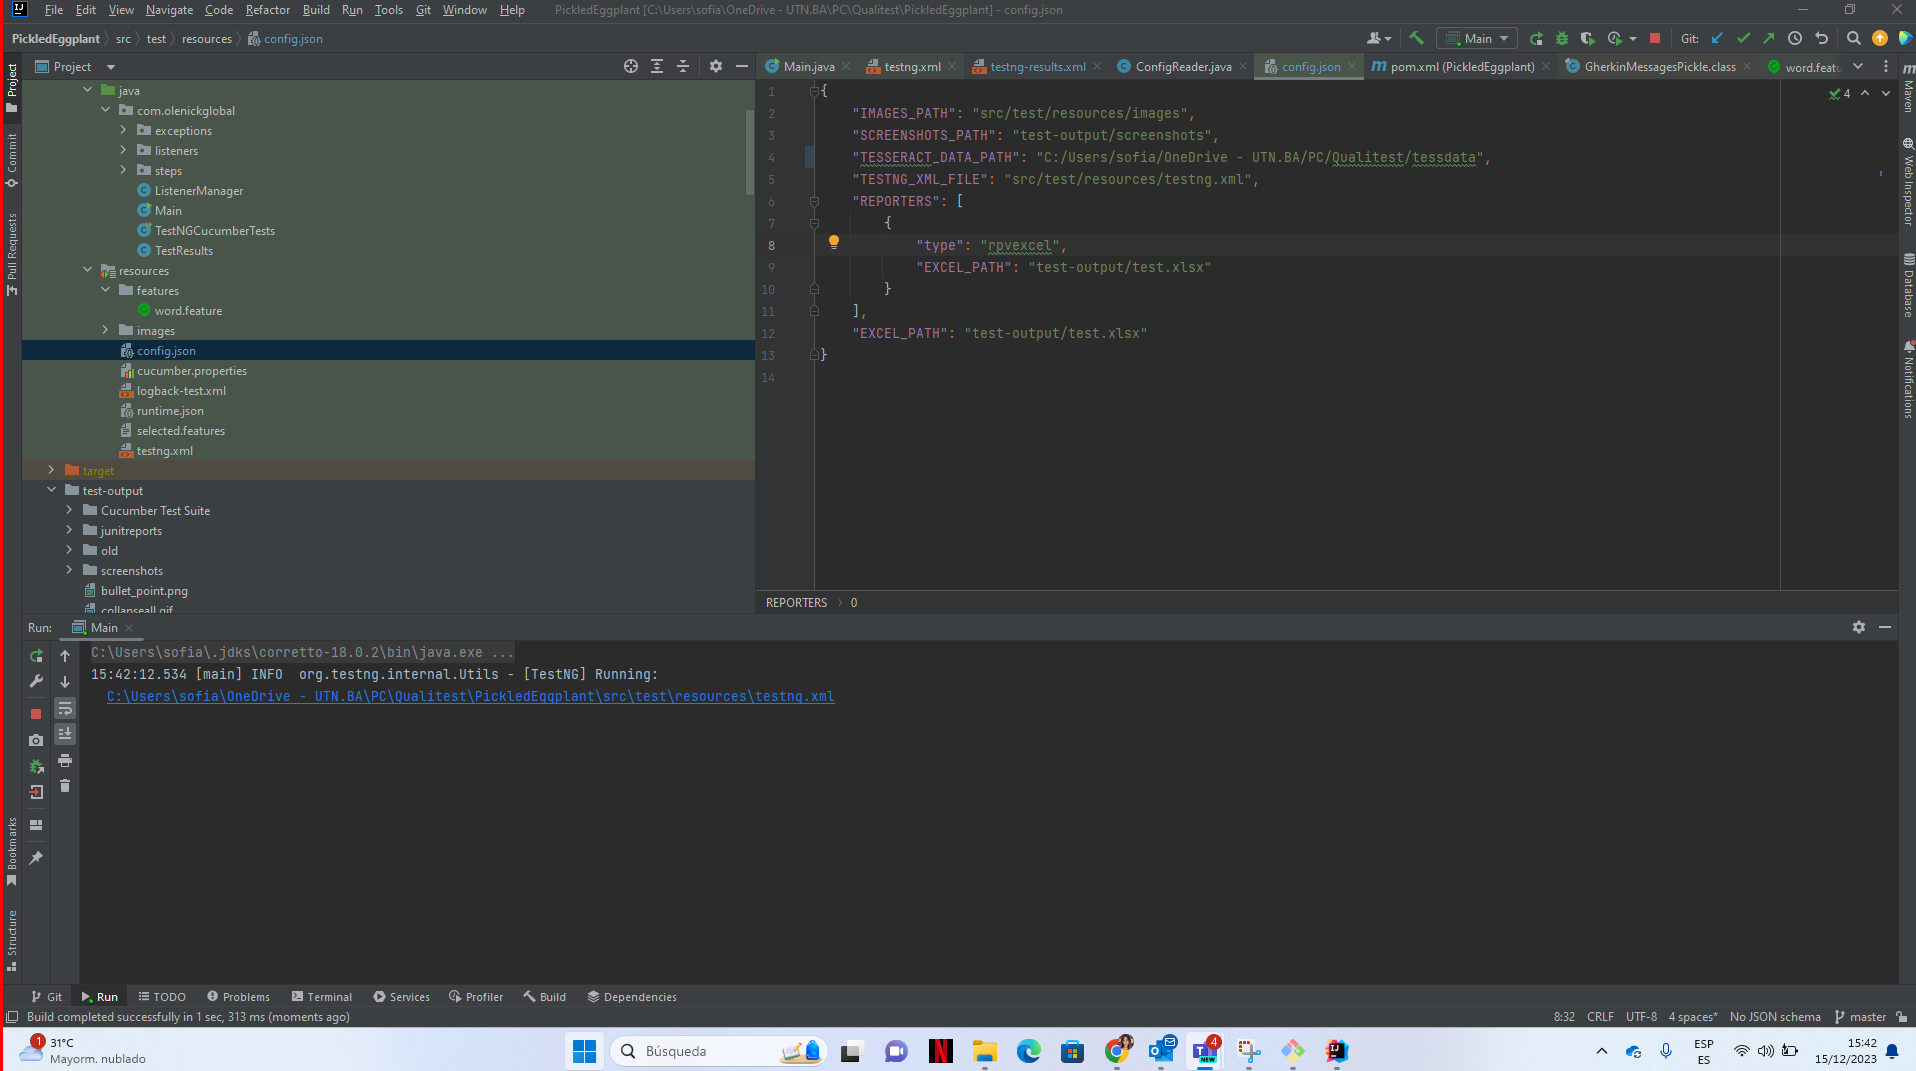 File Edit View Navigate Code Refactor Build Run Tools Git Window Help PickledEggplant [C:\Users\sofia\OneDrive - UTN.BA\PC\Qualitest\PickledEggplant] - config.json
PickledEggplant src test resources config.json Main Git:
Project
Main.java testng.xml testng-results.xml ConfigReader.java config.json pom.xml (PickledEggplant) GherkinMessagesPickle.class word.featu
java
com.olenickglobal
exceptions
listeners
steps
ListenerManager
Main
TestNGCucumberTests
TestResults
resources
features
word.feature
images
config.json
cucumber.properties
logback-test.xml
runtime.json
selected.features
testng.xml
target
test-output
Cucumber Test Suite
junitreports
old
screenshots
bullet_point.png
collapseall.gif
1 {
2 "IMAGES_PATH": "src/test/resources/images",
3 "SCREENSHOTS_PATH": "test-output/screenshots",
4 "TESSERACT_DATA_PATH": "C:/Users/sofia/OneDrive - UTN.BA/PC/Qualitest/tessdata",
5 "TESTNG_XML_FILE": "src/test/resources/testng.xml",
6 "REPORTERS": [
7 {
8 "type": "rpvexcel",
9 "EXCEL_PATH": "test-output/test.xlsx"
10 }
11 ],
12 "EXCEL_PATH": "test-output/test.xlsx"
13 }
14
4
REPORTERS 0
Project
Commit
Pull Requests
Bookmarks
Structure
Maven
Web Inspector
Database
Notifications
Run: Main
C:\Users\sofia\.jdks\corretto-18.0.2\bin\java.exe ...
15:42:12.534 [main] INFO org.testng.internal.Utils - [TestNG] Running:
C:\Users\sofia\OneDrive - UTN.BA\PC\Qualitest\PickledEggplant\src\test\resources\testng.xml
Git Run TODO Problems Terminal Services Profiler Build Dependencies
Build completed successfully in 1 sec, 313 ms (moments ago) 8:32 CRLF UTF-8 4 spaces* No JSON schema master
1 31°C
Mayorm. nublado
Búsqueda
4
NEW
ESP
ES
15:42
15/12/2023